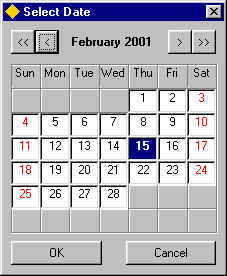 Select Date
<< < February 2001 > >>
Sun Mon Tue Wed Thu Fri Sat
1 2 3
4 5 6 7 8 9 10
11 12 13 14 15 16 17
18 19 20 21 22 23 24
25 26 27 28
OK Cancel